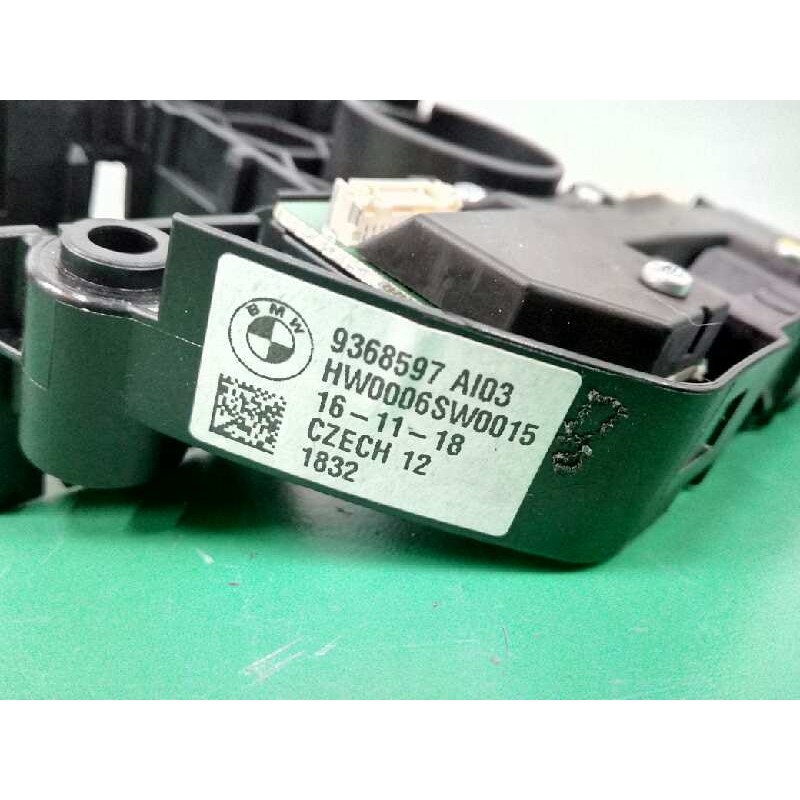 BMW
9368597 AI03
HW0006SW0015
16-11-18
CZECH 12
1832